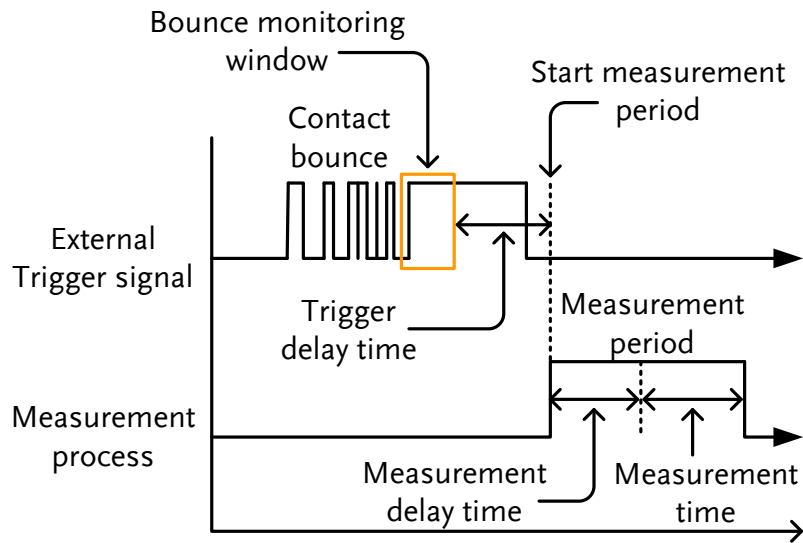 Bounce monitoring
window
Start measurement
period
Contact
bounce
External
Trigger signal
Trigger
delay time
Measurement
period
Measurement
process
Measurement
delay time
Measurement
time